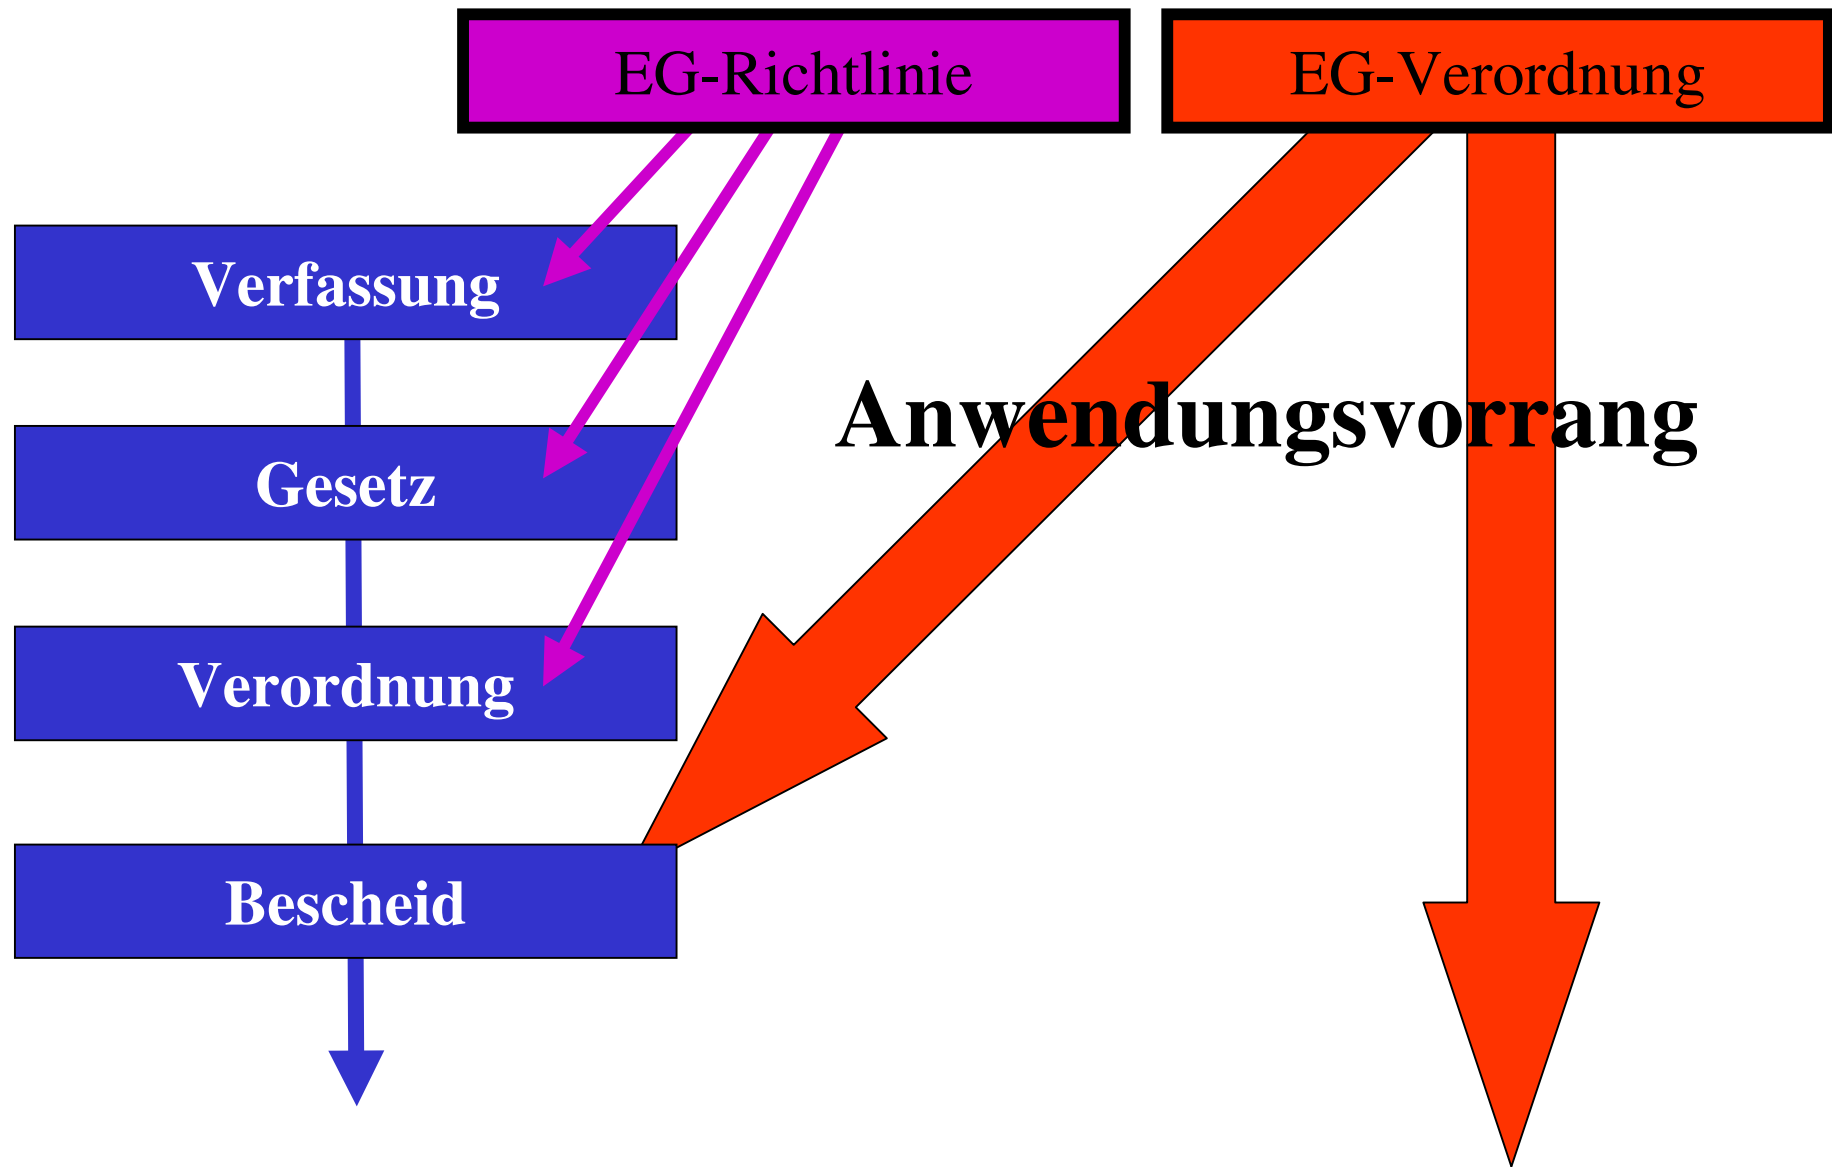 EG-Richtlinie
EG-Verordnung
Verfassung
Anwendungsvorrang
Gesetz
Verordnung
Bescheid